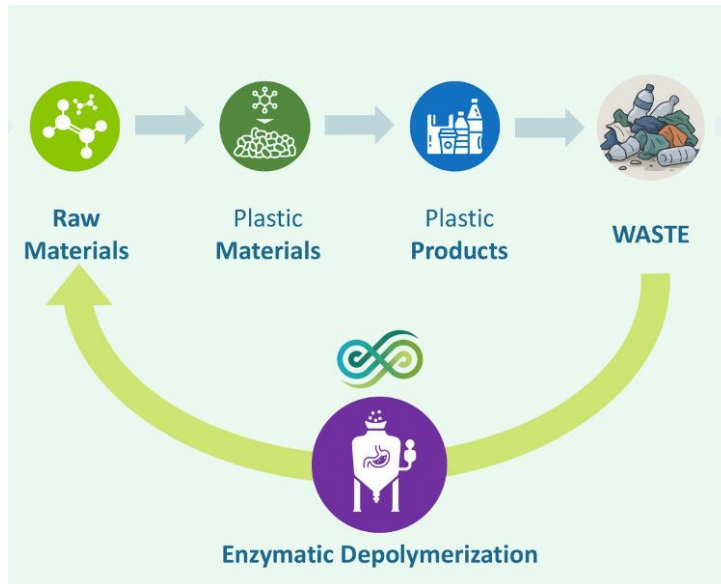 Raw
Materials
Plastic
Materials
Plastic
Products
WASTE
Enzymatic Depolymerization